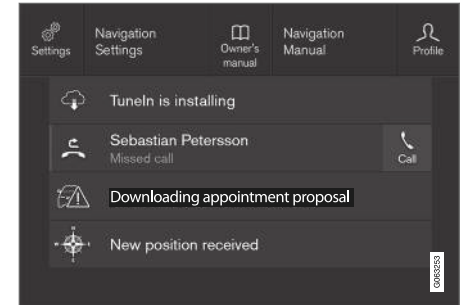 Settings
Navigation
Settings
Owner's
manual
Navigation
Manual
Profile
TuneIn is installing
Sebastian Petersson
Missed call
Call
Downloading appointment proposal
New position received
G063253